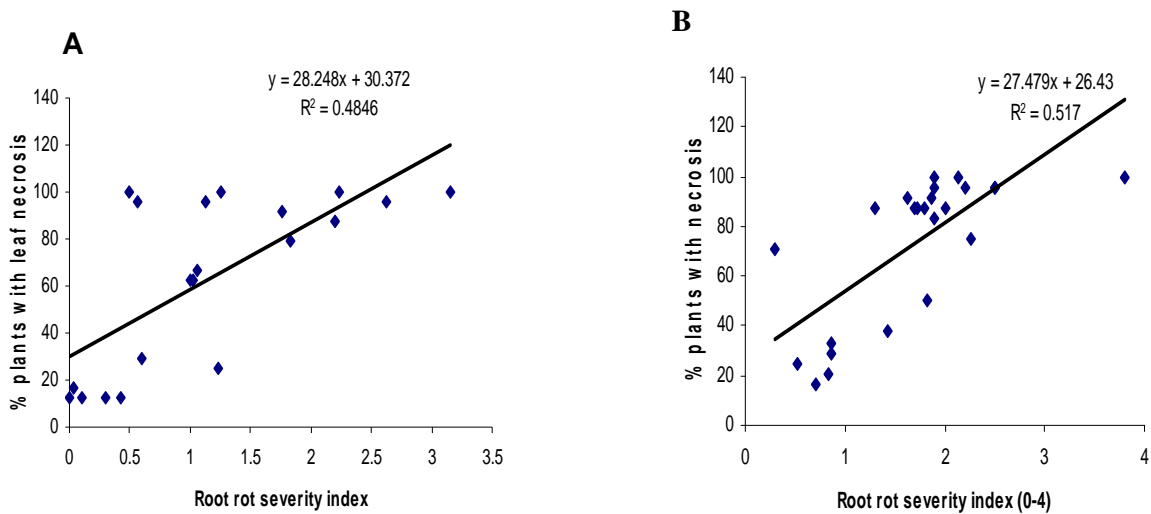 A
y = 28.248x + 30.372
R² = 0.4846
% plants with leaf necrosis
140
120
100
80
60
40
20
0
0 0.5 1 1.5 2 2.5 3 3.5
Root rot severity index
B
y = 27.479x + 26.43
R² = 0.517
% plants with necrosis
140
120
100
80
60
40
20
0
0 1 2 3 4
Root rot severity index (0-4)